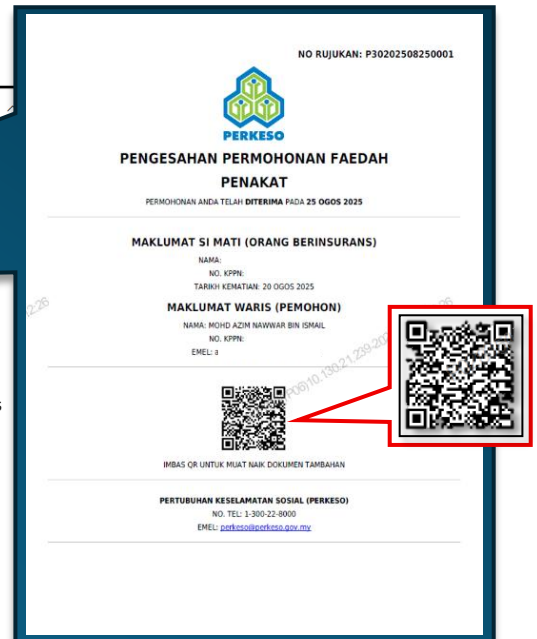 NO RUJUKAN: P30202508250001
PERKESO
PENGESAHAN PERMOHONAN FAEDAH
PENAKAT
PERMOHONAN ANDA TELAH DITERIMA PADA 25 OGOS 2025
MAKLUMAT SI MATI (ORANG BERINSURANS)
NAMA:
NO. KPPN:
TARIKH KEMATIAN: 20 OGOS 2025
MAKLUMAT WARIS (PEMOHON)
NAMA: MOHD AZIM NAWWAR BIN ISMAIL
NO. KPPN:
EMEL: a
IMBAS QR UNTUK MUAT NAIK DOKUMEN TAMBAHAN
PERTUBUHAN KESELAMATAN SOSIAL (PERKESO)
NO. TEL: 1-300-22-8000
EMEL: perkeso@perkeso.gov.my